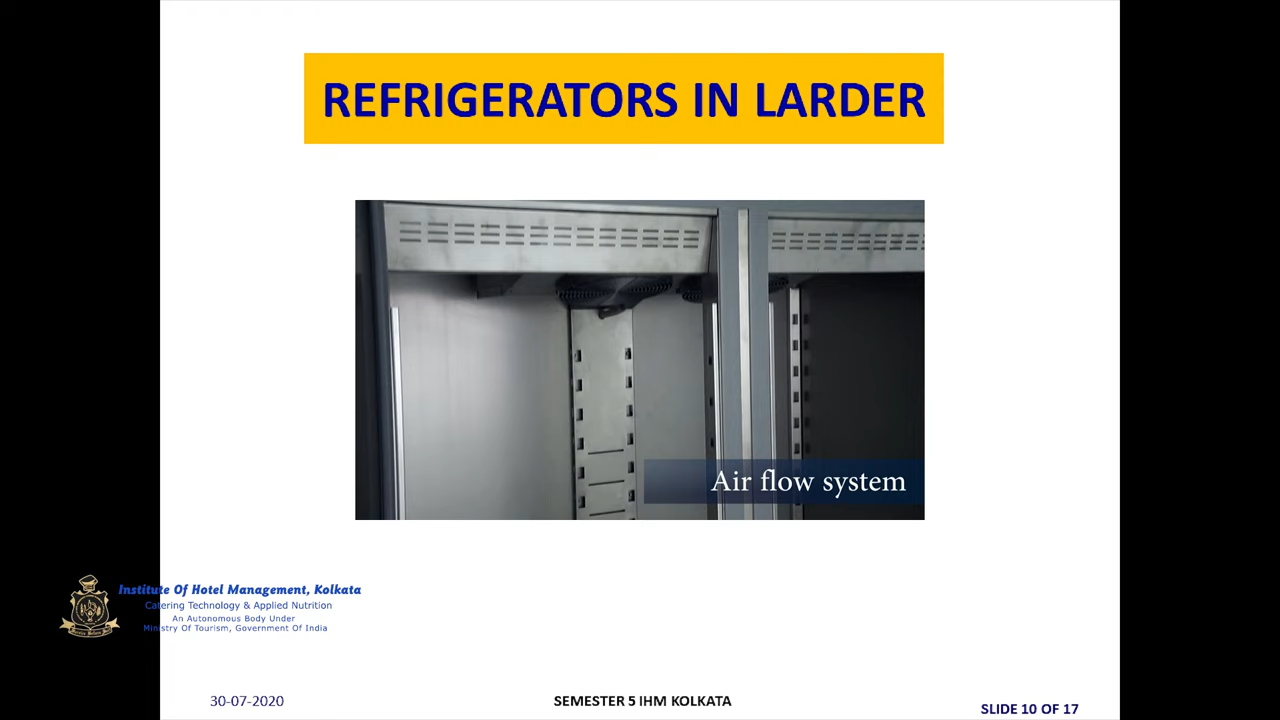 REFRIGERATORS IN LARDER
Air flow system
Institute Of Hotel Management, Kolkata
Catering Technology & Applied Nutrition
An Autonomous Body Under
Ministry Of Tourism, Government Of India
30-07-2020
SEMESTER 5 IHM KOLKATA
SLIDE 10 OF 17